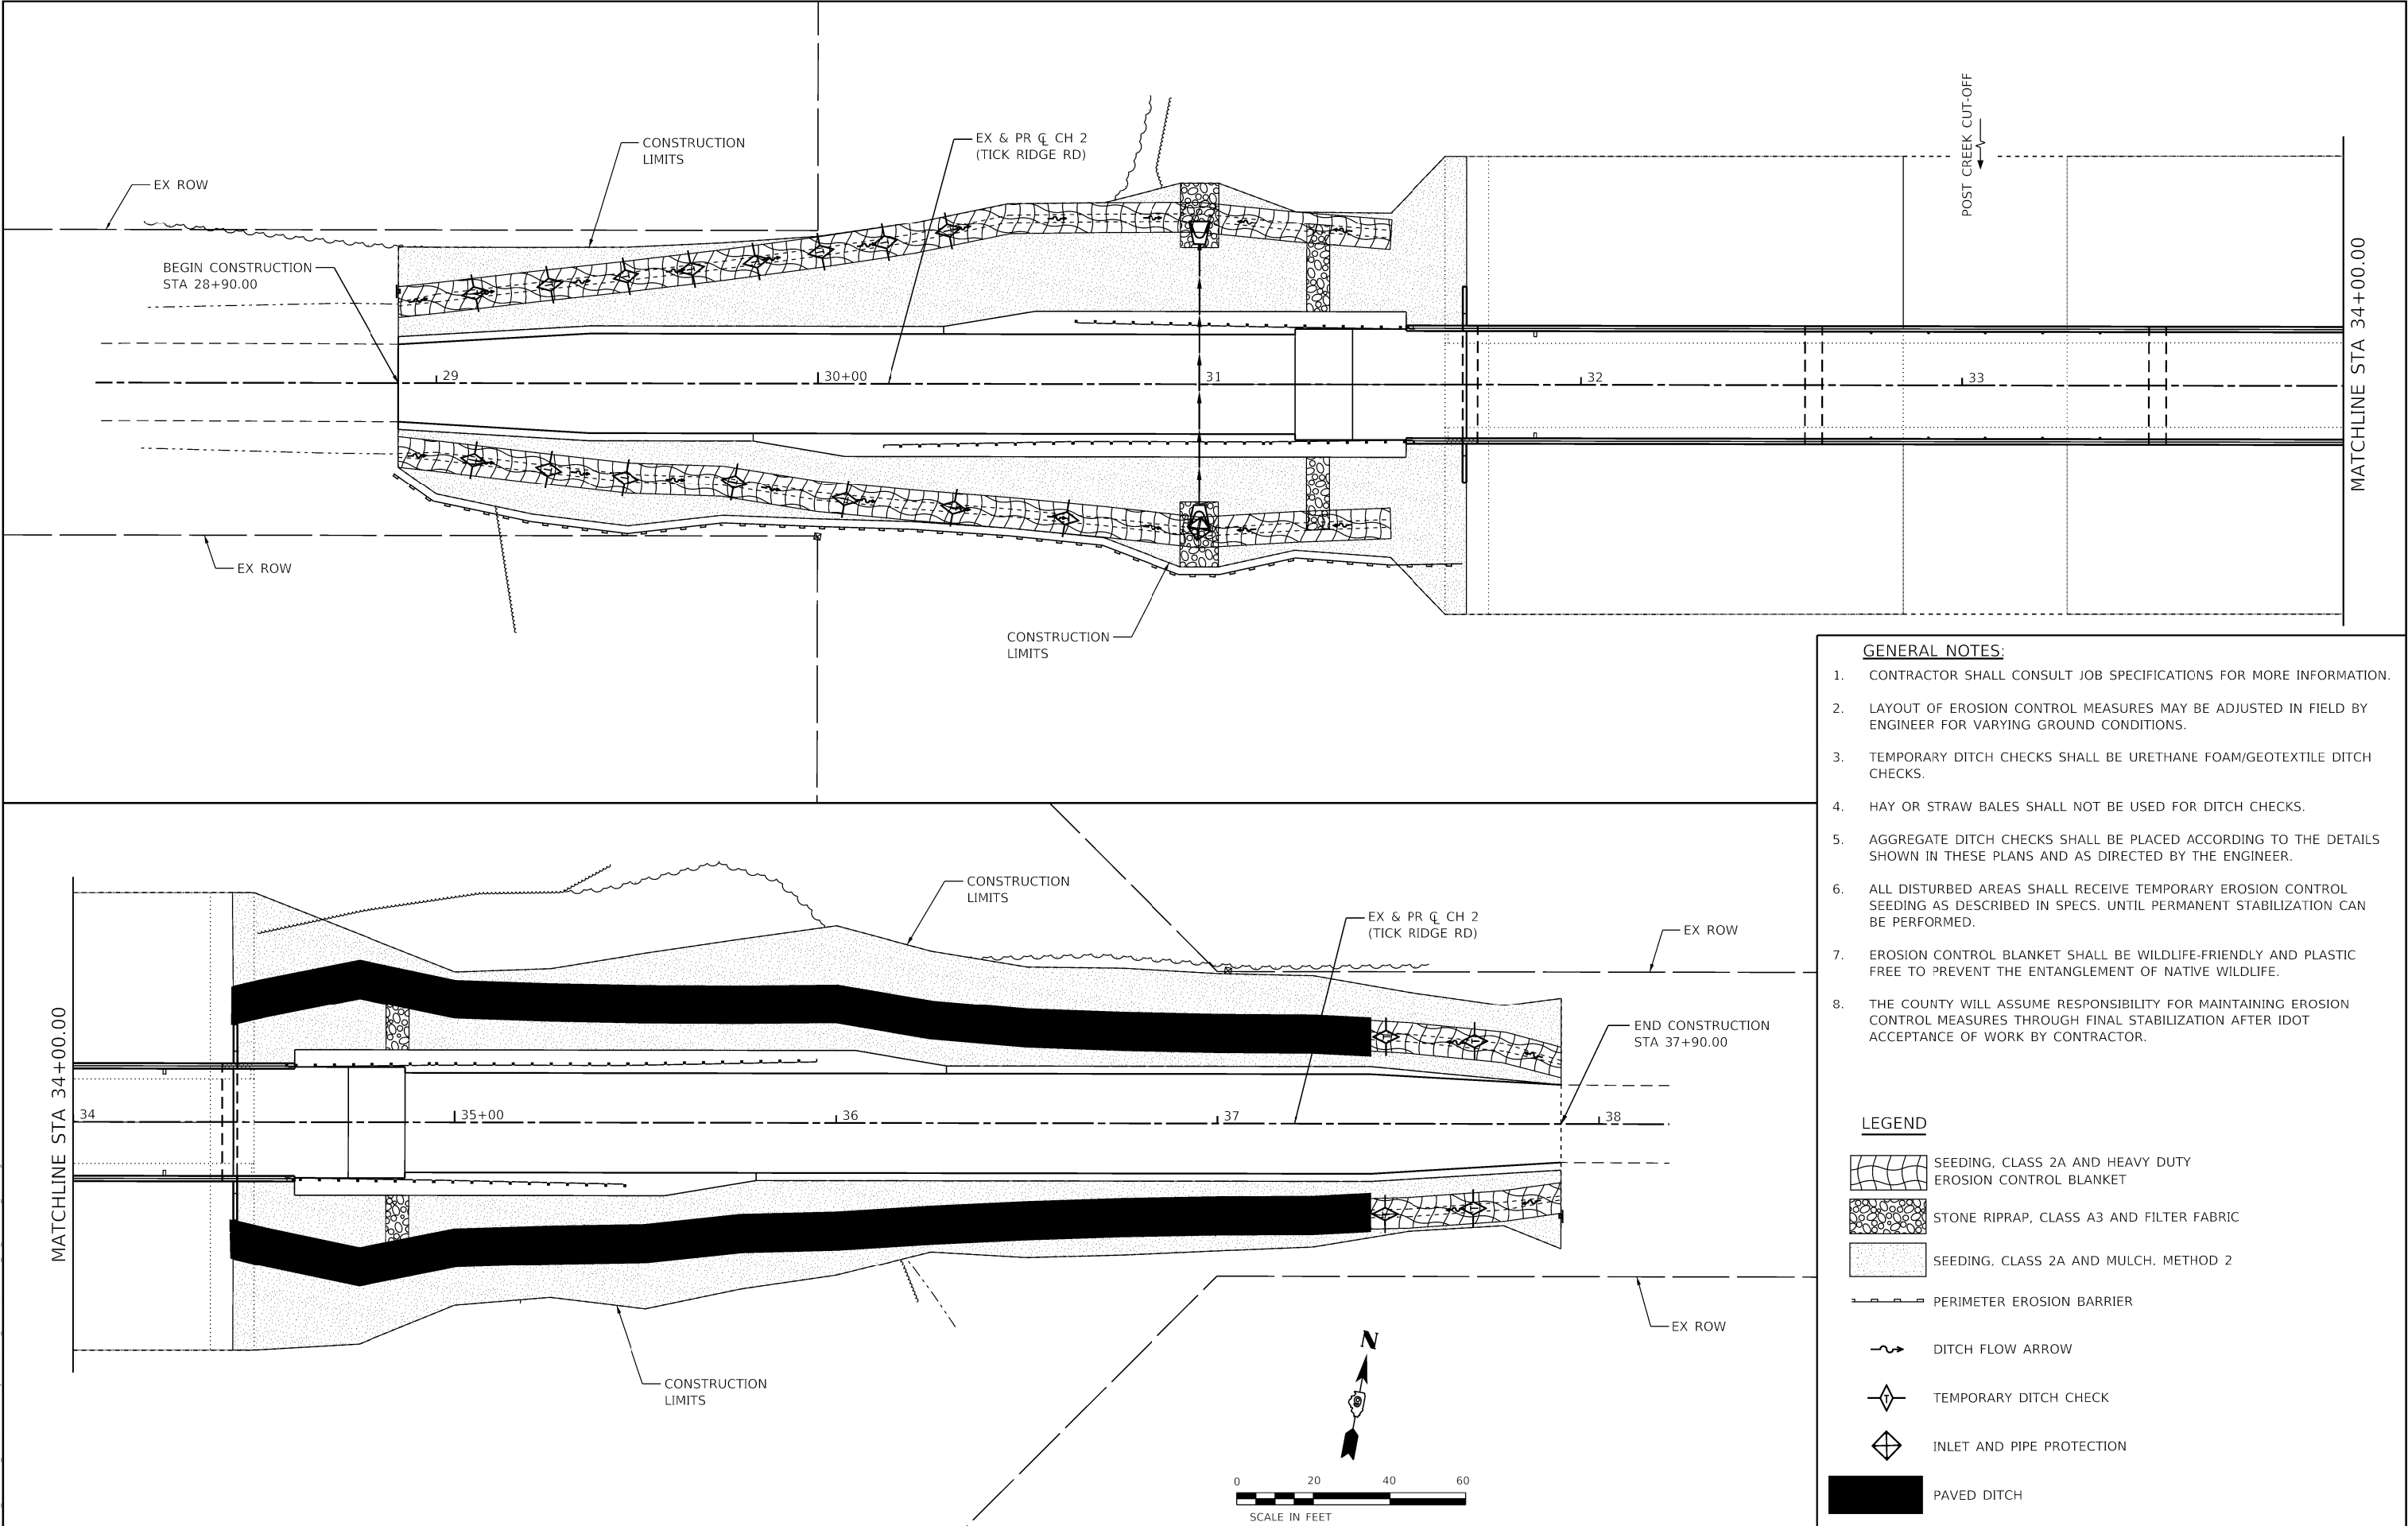 POST CREEK CUT-OFF
CONSTRUCTION
LIMITS
EX & PR ℄ CH 2
(TICK RIDGE RD)
EX ROW
BEGIN CONSTRUCTION
STA 28+90.00
29
30+00
31
32
33
MATCHLINE STA 34+00.00
EX ROW
CONSTRUCTION
LIMITS
GENERAL NOTES:
1. CONTRACTOR SHALL CONSULT JOB SPECIFICATIONS FOR MORE INFORMATION.
2. LAYOUT OF EROSION CONTROL MEASURES MAY BE ADJUSTED IN FIELD BY
ENGINEER FOR VARYING GROUND CONDITIONS.
3. TEMPORARY DITCH CHECKS SHALL BE URETHANE FOAM/GEOTEXTILE DITCH
CHECKS.
4. HAY OR STRAW BALES SHALL NOT BE USED FOR DITCH CHECKS.
5. AGGREGATE DITCH CHECKS SHALL BE PLACED ACCORDING TO THE DETAILS
SHOWN IN THESE PLANS AND AS DIRECTED BY THE ENGINEER.
6. ALL DISTURBED AREAS SHALL RECEIVE TEMPORARY EROSION CONTROL
SEEDING AS DESCRIBED IN SPECS. UNTIL PERMANENT STABILIZATION CAN
BE PERFORMED.
7. EROSION CONTROL BLANKET SHALL BE WILDLIFE-FRIENDLY AND PLASTIC
FREE TO PREVENT THE ENTANGLEMENT OF NATIVE WILDLIFE.
8. THE COUNTY WILL ASSUME RESPONSIBILITY FOR MAINTAINING EROSION
CONTROL MEASURES THROUGH FINAL STABILIZATION AFTER IDOT
ACCEPTANCE OF WORK BY CONTRACTOR.
CONSTRUCTION
LIMITS
EX & PR ℄ CH 2
(TICK RIDGE RD)
EX ROW
MATCHLINE STA 34+00.00
END CONSTRUCTION
STA 37+90.00
34
35+00
36
37
38
EX ROW
CONSTRUCTION
LIMITS
N
0 20 40 60
SCALE IN FEET
LEGEND
SEEDING, CLASS 2A AND HEAVY DUTY
EROSION CONTROL BLANKET
STONE RIPRAP, CLASS A3 AND FILTER FABRIC
SEEDING, CLASS 2A AND MULCH, METHOD 2
PERIMETER EROSION BARRIER
DITCH FLOW ARROW
T TEMPORARY DITCH CHECK
INLET AND PIPE PROTECTION
PAVED DITCH